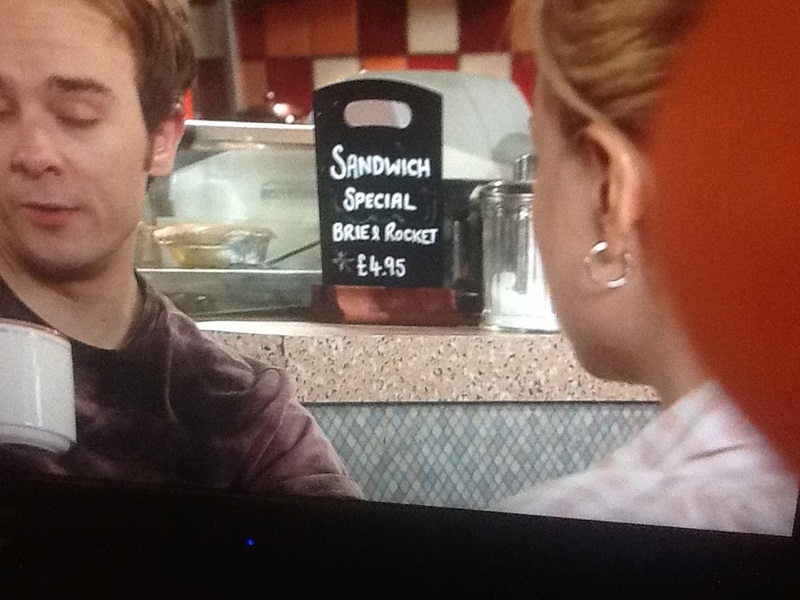 SANDWICH
SPECIAL
BRIE & ROCKET
* £4.95